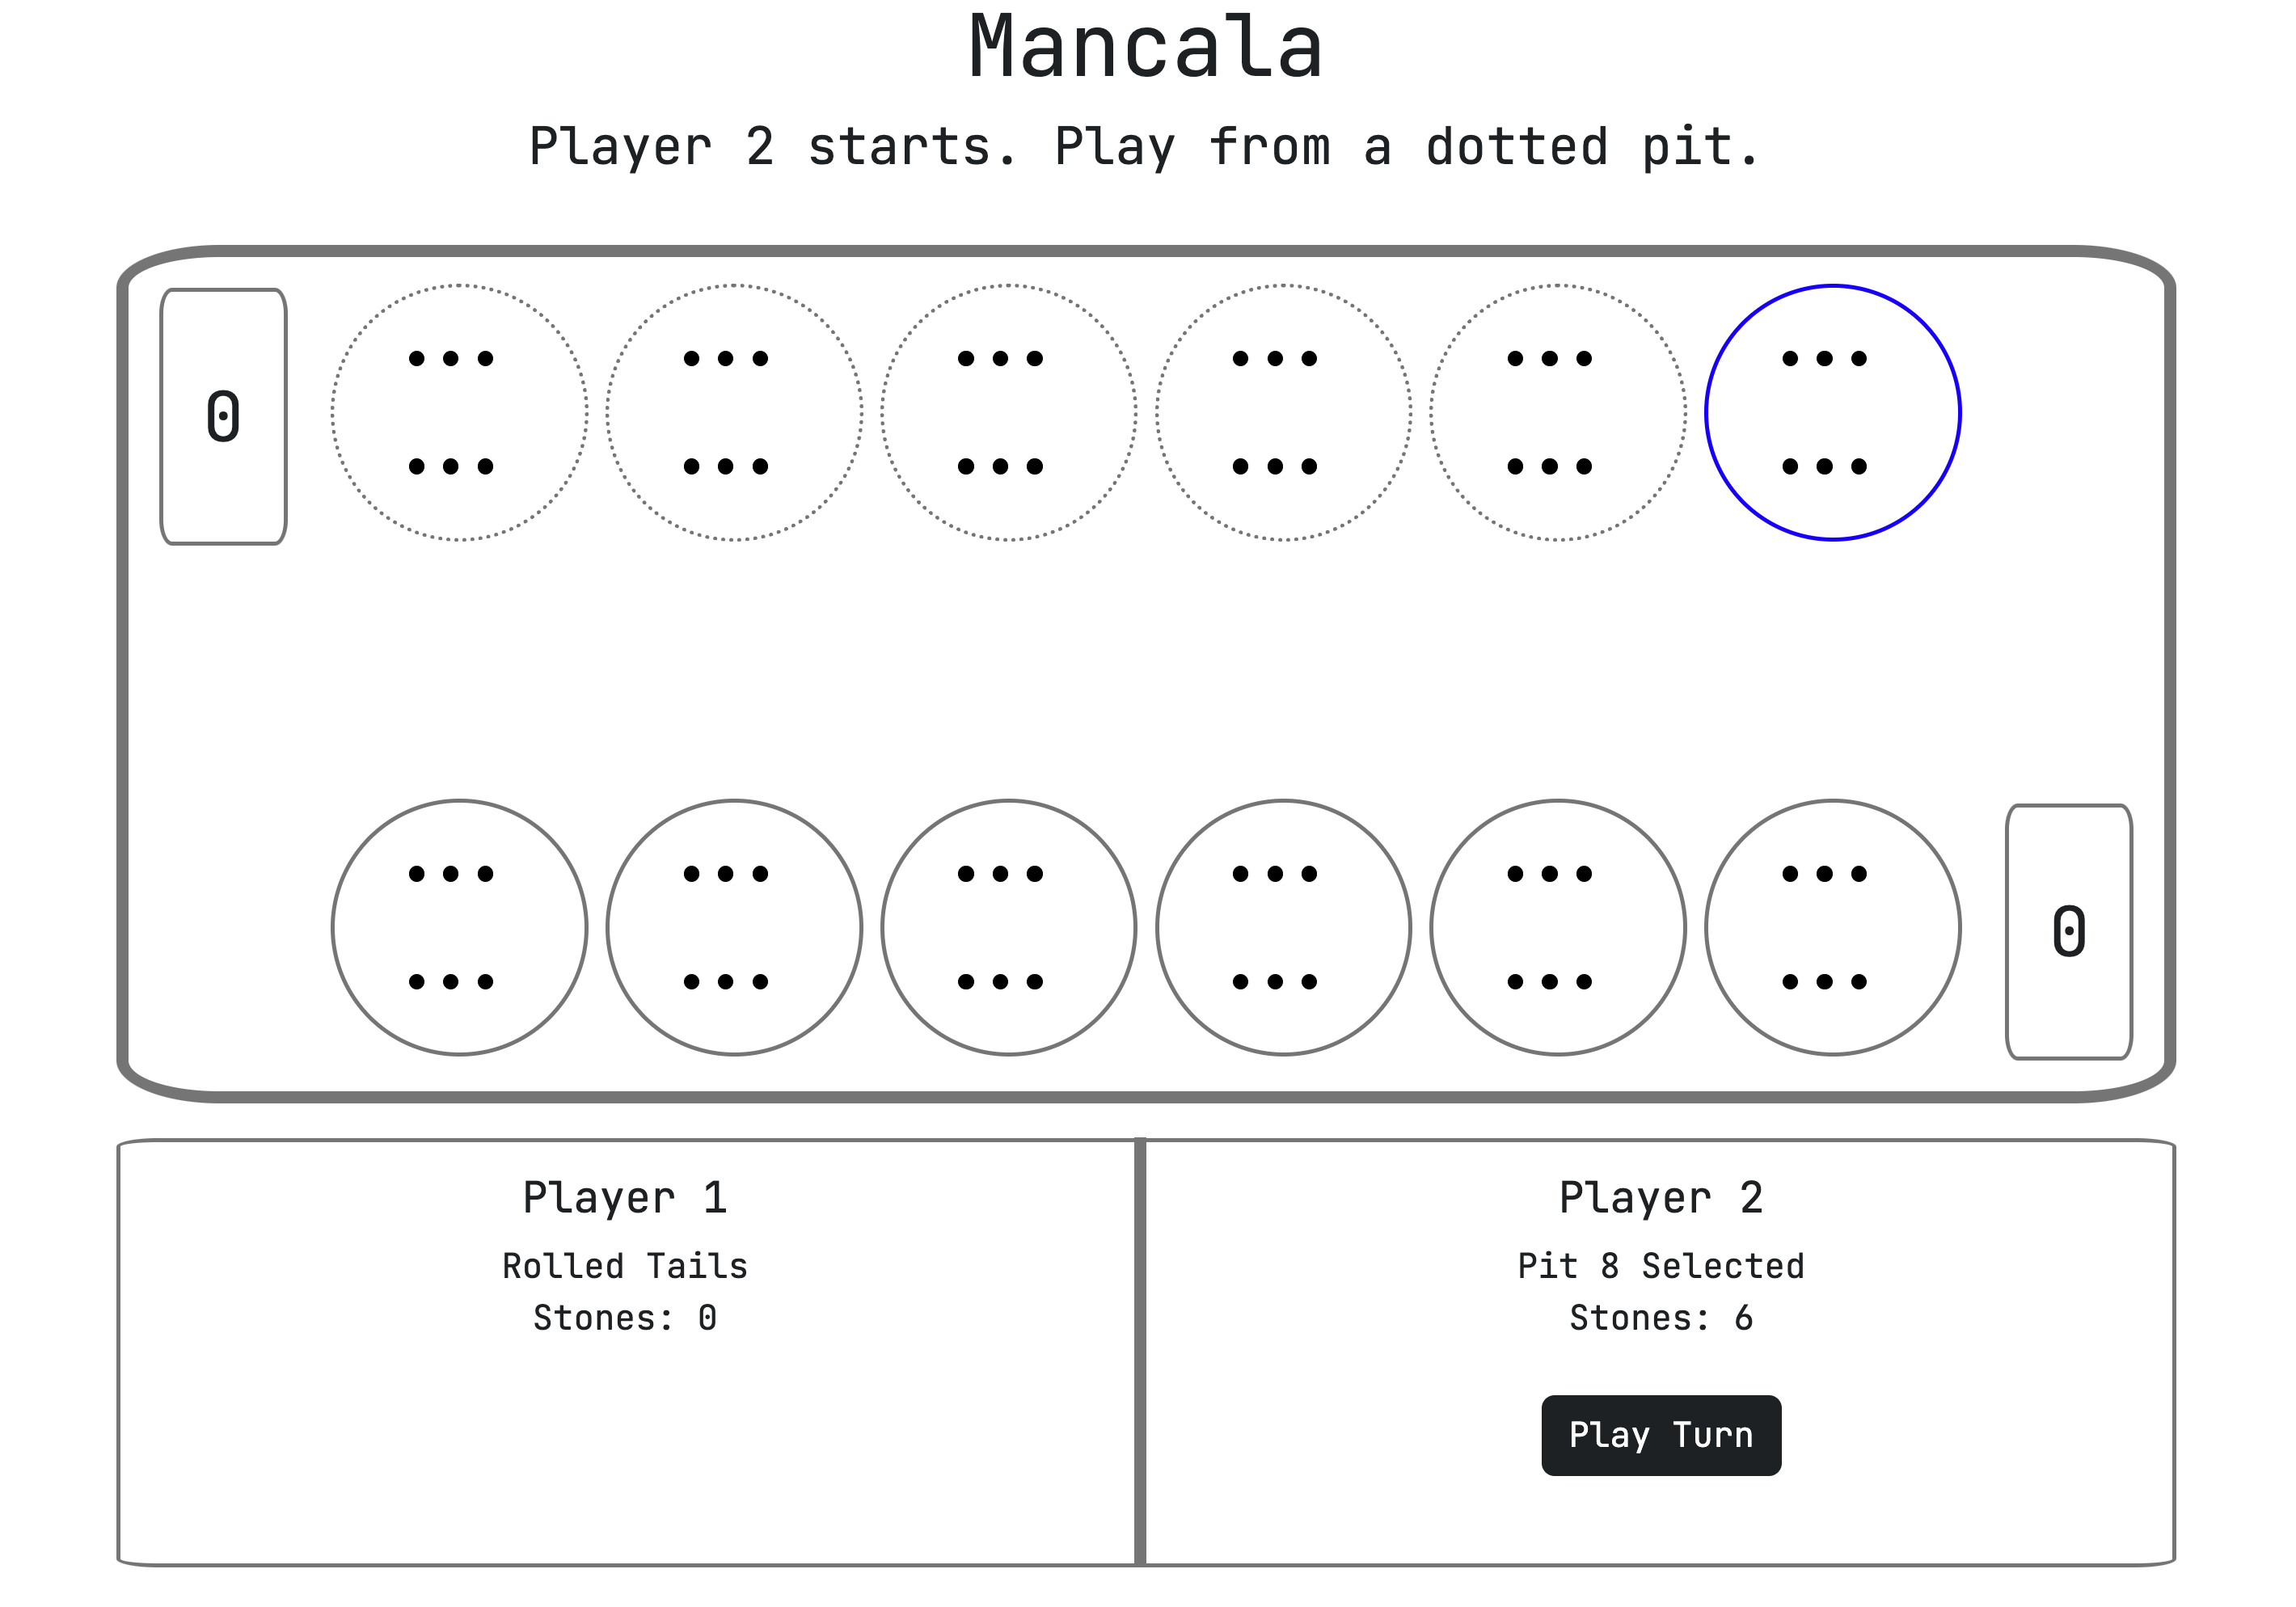 Mancala
Player 2 starts. Play from a dotted pit.
0
0
Player 1
Rolled Tails
Stones: 0
Player 2
Pit 8 Selected
Stones: 6
Play Turn